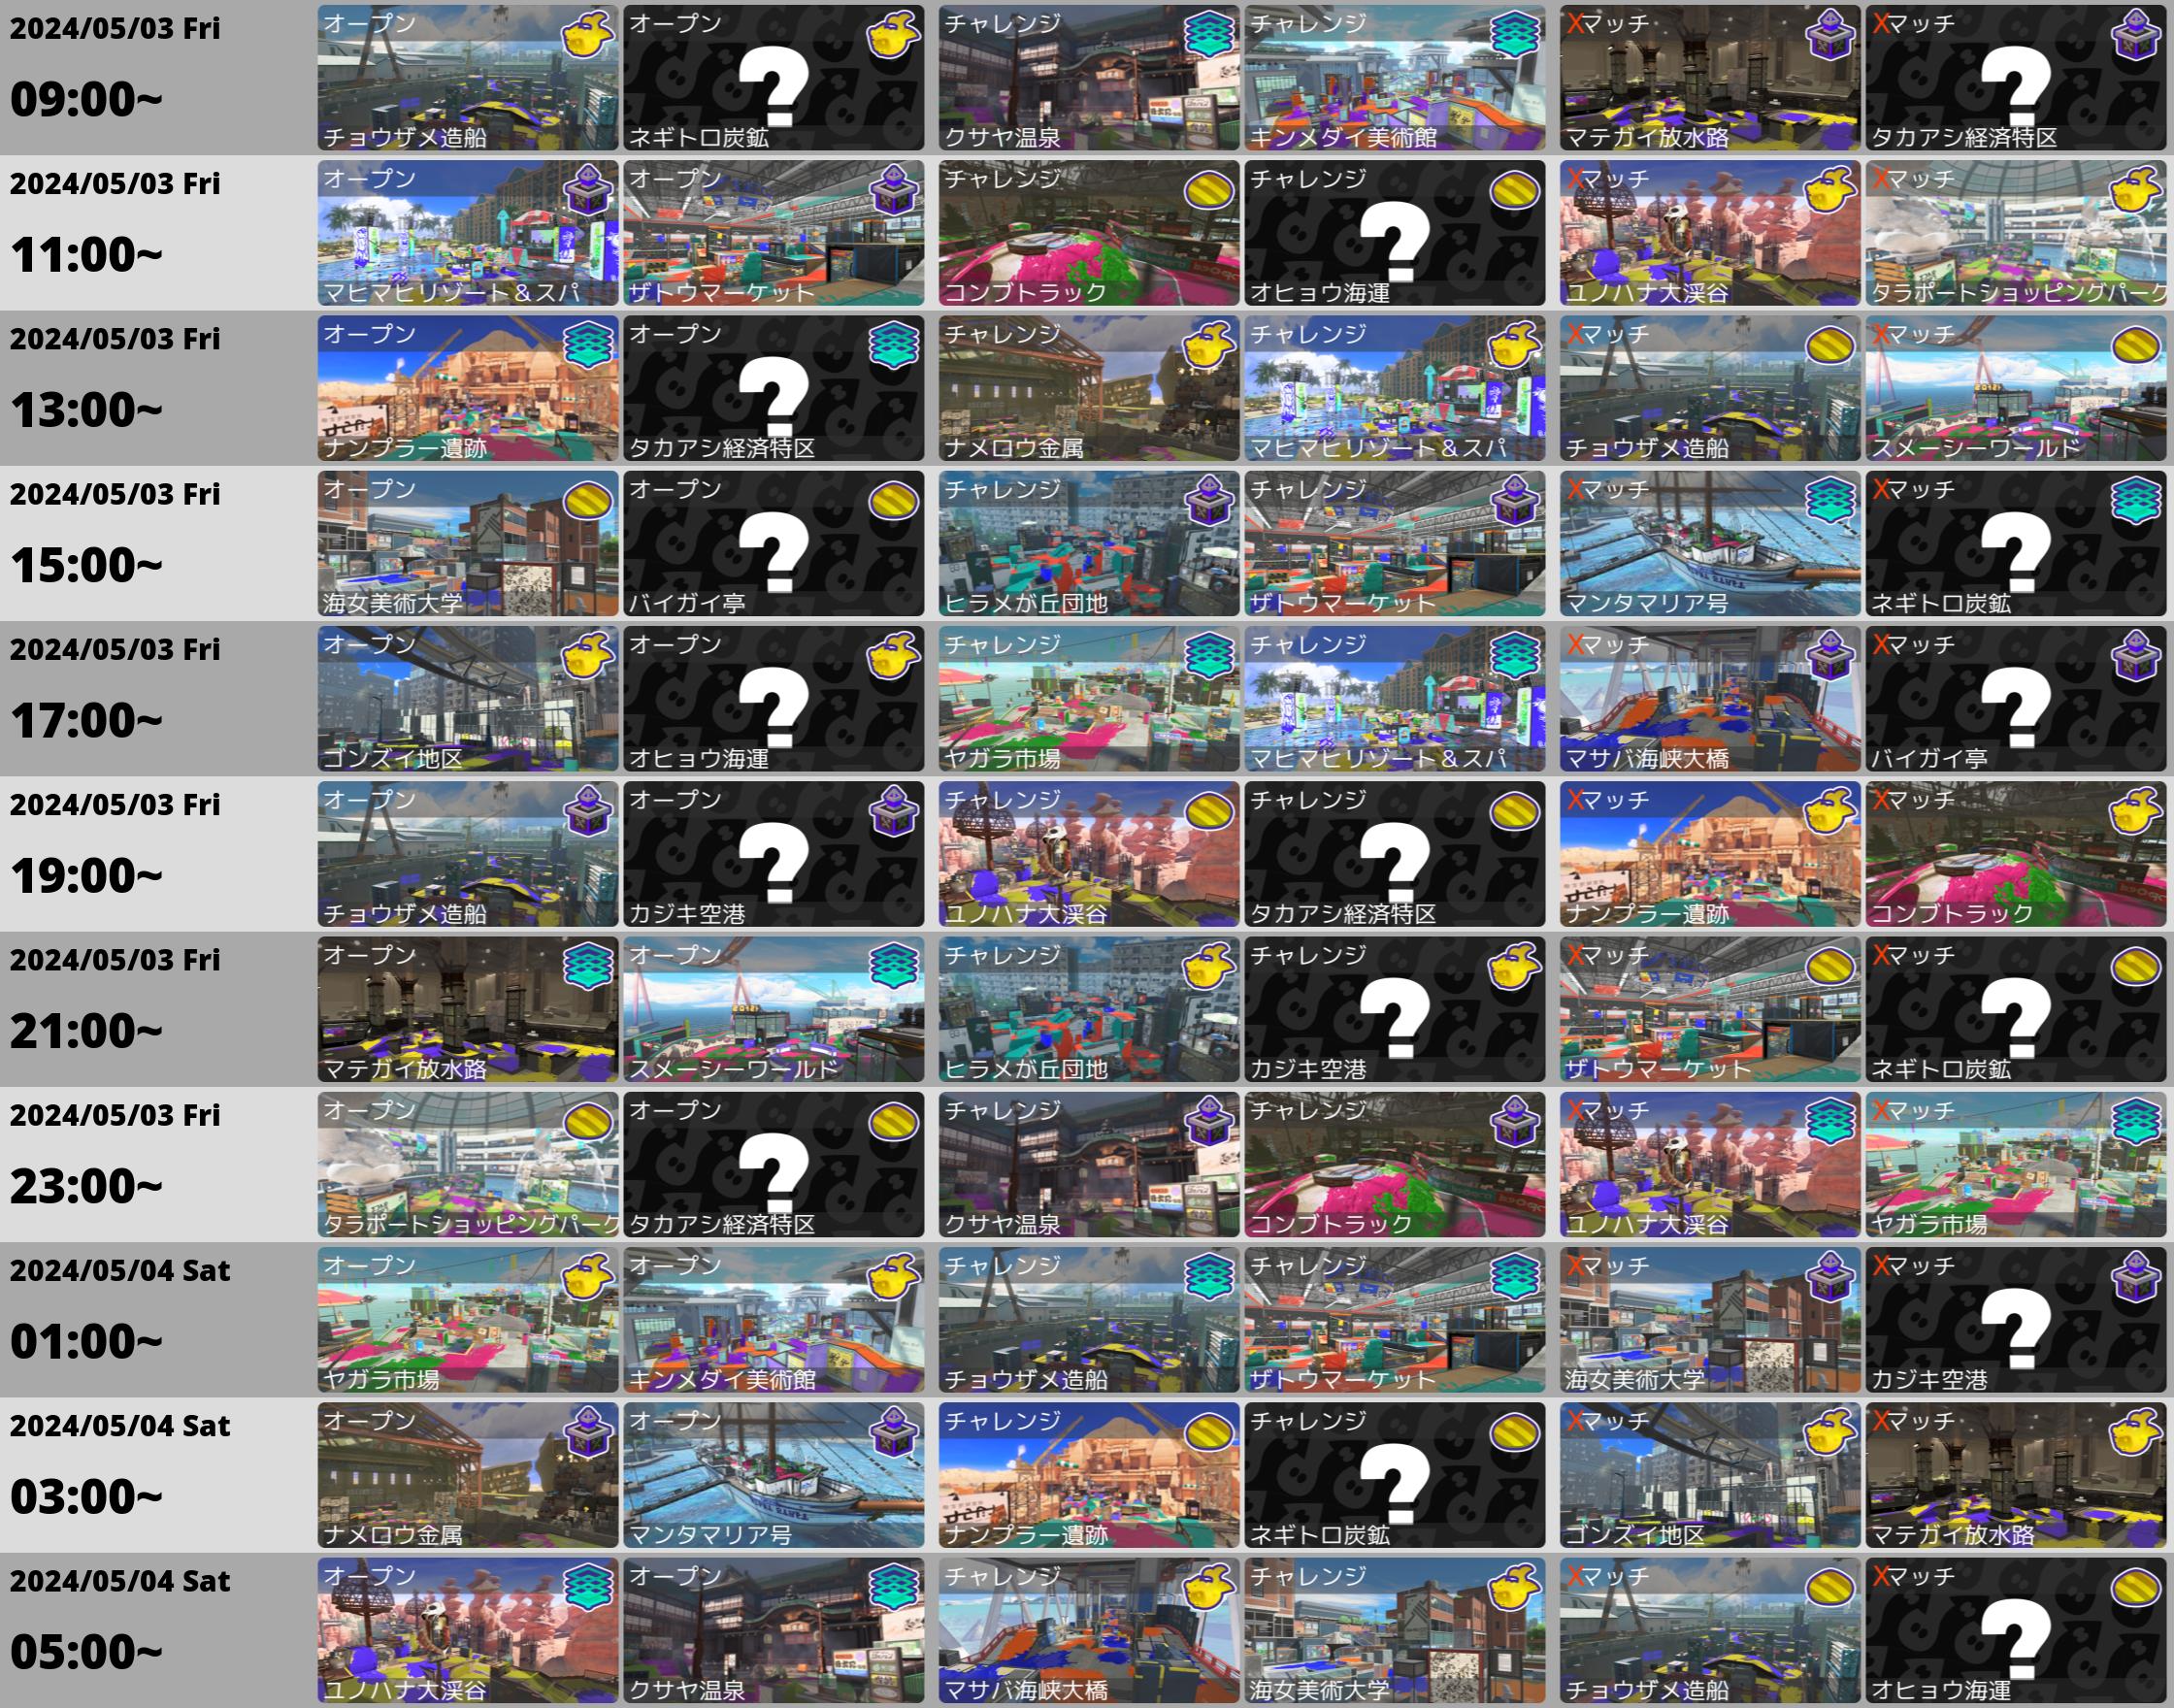 2024/05/03 Fri
09:00~
オープン オープン チャレンジ チャレンジ Xマッチ Xマッチ
チョウザメ造船 ネギトロ炭鉱 クサヤ温泉 キンメダイ美術館 マテガイ放水路 タカアシ経済特区
2024/05/03 Fri
11:00~
オープン オープン チャレンジ チャレンジ Xマッチ Xマッチ
マヒマヒリゾート＆スパ ザトウマーケット コンブトラック オヒョウ海運 ユノハナ大渓谷 タラポートショッピングパーク
2024/05/03 Fri
13:00~
オープン オープン チャレンジ チャレンジ Xマッチ Xマッチ
ナンプラー遺跡 タカアシ経済特区 ナメロウ金属 マヒマヒリゾート＆スパ チョウザメ造船 スメーシーワールド
2024/05/03 Fri
15:00~
オープン オープン チャレンジ チャレンジ Xマッチ Xマッチ
海女美術大学 バイガイ亭 ヒラメが丘団地 ザトウマーケット マンタマリア号 ネギトロ炭鉱
2024/05/03 Fri
17:00~
オープン オープン チャレンジ チャレンジ Xマッチ Xマッチ
ゴンズイ地区 オヒョウ海運 ヤガラ市場 マヒマヒリゾート＆スパ マサバ海峡大橋 バイガイ亭
2024/05/03 Fri
19:00~
オープン オープン チャレンジ チャレンジ Xマッチ Xマッチ
チョウザメ造船 カジキ空港 ユノハナ大渓谷 タカアシ経済特区 ナンプラー遺跡 コンブトラック
2024/05/03 Fri
21:00~
オープン オープン チャレンジ チャレンジ Xマッチ Xマッチ
マテガイ放水路 スメーシーワールド ヒラメが丘団地 カジキ空港 ザトウマーケット ネギトロ炭鉱
2024/05/03 Fri
23:00~
オープン オープン チャレンジ チャレンジ Xマッチ Xマッチ
タラポートショッピングパーク タカアシ経済特区 クサヤ温泉 コンブトラック ユノハナ大渓谷 ヤガラ市場
2024/05/04 Sat
01:00~
オープン オープン チャレンジ チャレンジ Xマッチ Xマッチ
ヤガラ市場 キンメダイ美術館 チョウザメ造船 ザトウマーケット 海女美術大学 カジキ空港
2024/05/04 Sat
03:00~
オープン オープン チャレンジ チャレンジ Xマッチ Xマッチ
ナメロウ金属 マンタマリア号 ナンプラー遺跡 ネギトロ炭鉱 ゴンズイ地区 マテガイ放水路
2024/05/04 Sat
05:00~
オープン オープン チャレンジ チャレンジ Xマッチ Xマッチ
ユノハナ大渓谷 クサヤ温泉 マサバ海峡大橋 海女美術大学 チョウザメ造船 オヒョウ海運